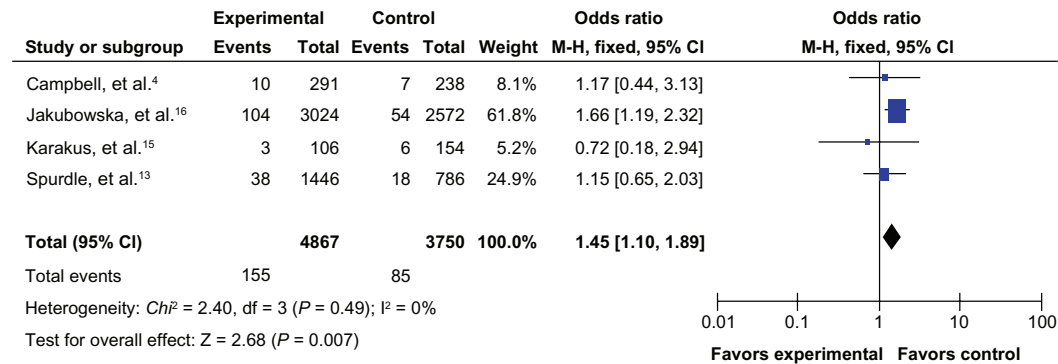 Experimental Control Odds ratio Odds ratio
Study or subgroup Events Total Events Total Weight M-H, fixed, 95% CI M-H, fixed, 95% CI
Campbell, et al.⁴ 10 291 7 238 8.1% 1.17 [0.44, 3.13]
Jakubowska, et al.¹⁶ 104 3024 54 2572 61.8% 1.66 [1.19, 2.32]
Karakus, et al.¹⁵ 3 106 6 154 5.2% 0.72 [0.18, 2.94]
Spurdle, et al.¹³ 38 1446 18 786 24.9% 1.15 [0.65, 2.03]
Total (95% CI) 4867 3750 100.0% 1.45 [1.10, 1.89]
Total events 155 85
Heterogeneity: Chi² = 2.40, df = 3 (P = 0.49); I² = 0%
Test for overall effect: Z = 2.68 (P = 0.007)
0.01 0.1 1 10 100
Favors experimental Favors control